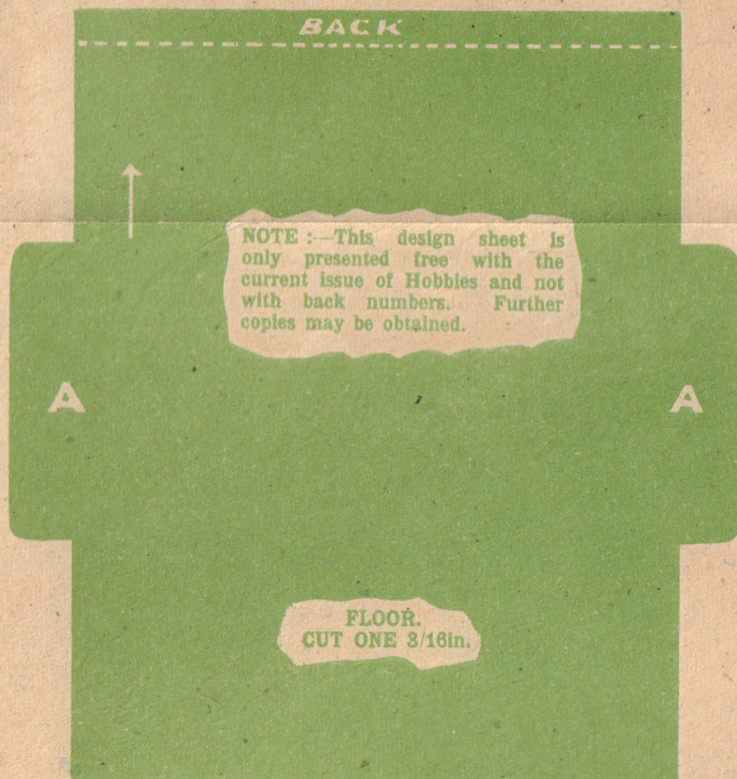 BACK
NOTE :—This design sheet is
only presented free with the
current issue of Hobbies and not
with back numbers. Further
copies may be obtained.
A
A
FLOOR.
CUT ONE 3/16in.